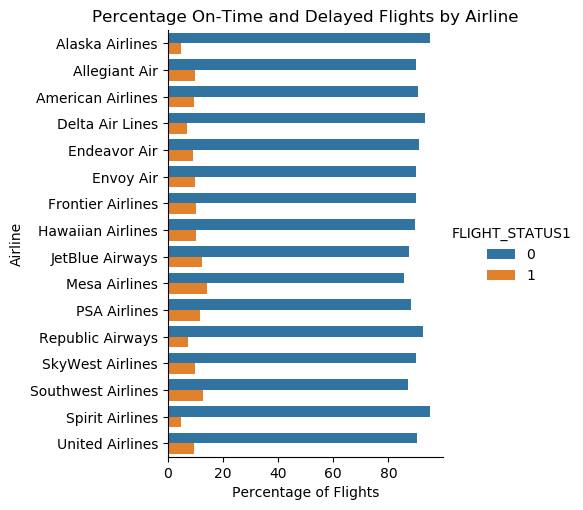 Percentage On-Time and Delayed Flights by Airline
Alaska Airlines
Allegiant Air
American Airlines
Delta Air Lines
Endeavor Air
Envoy Air
Frontier Airlines
Hawaiian Airlines
JetBlue Airways
Mesa Airlines
PSA Airlines
Republic Airways
SkyWest Airlines
Southwest Airlines
Spirit Airlines
United Airlines
Airline
0 20 40 60 80
Percentage of Flights
FLIGHT_STATUS1
0
1